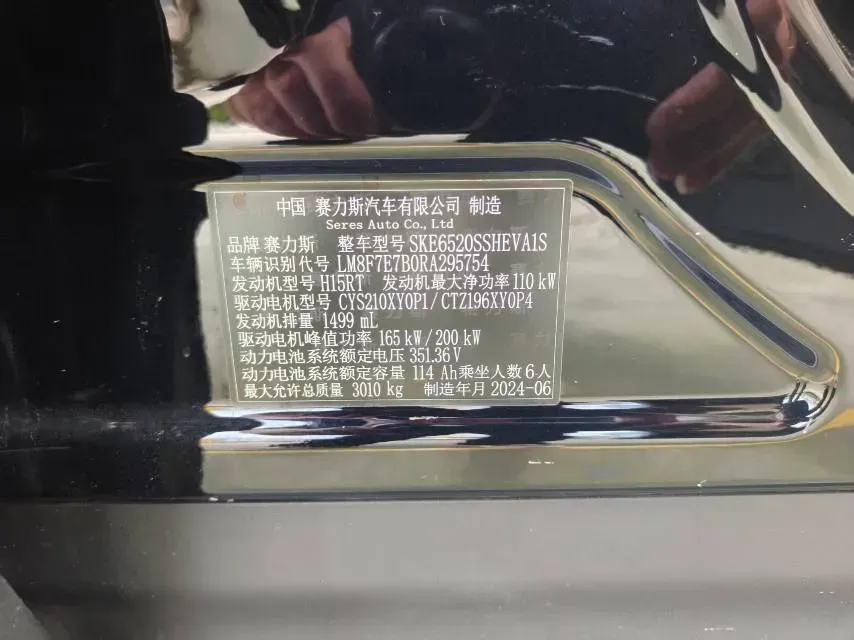 中国 赛力斯汽车有限公司 制造
Seres Auto Co., Ltd
品牌 赛力斯 整车型号 SKE6520SSHEVA1S
车辆识别代号 LM8F7E7B0RA295754
发动机型号 H15RT 发动机最大净功率 110 kW
驱动电机型号 CYS210XY0P1 / CTZ196XY0P4
发动机排量 1499 mL
驱动电机峰值功率 165 kW / 200 kW
动力电池系统额定电压 351.36 V
动力电池系统额定容量 114 Ah 乘坐人数 6 人
最大允许总质量 3010 kg 制造年月 2024-06